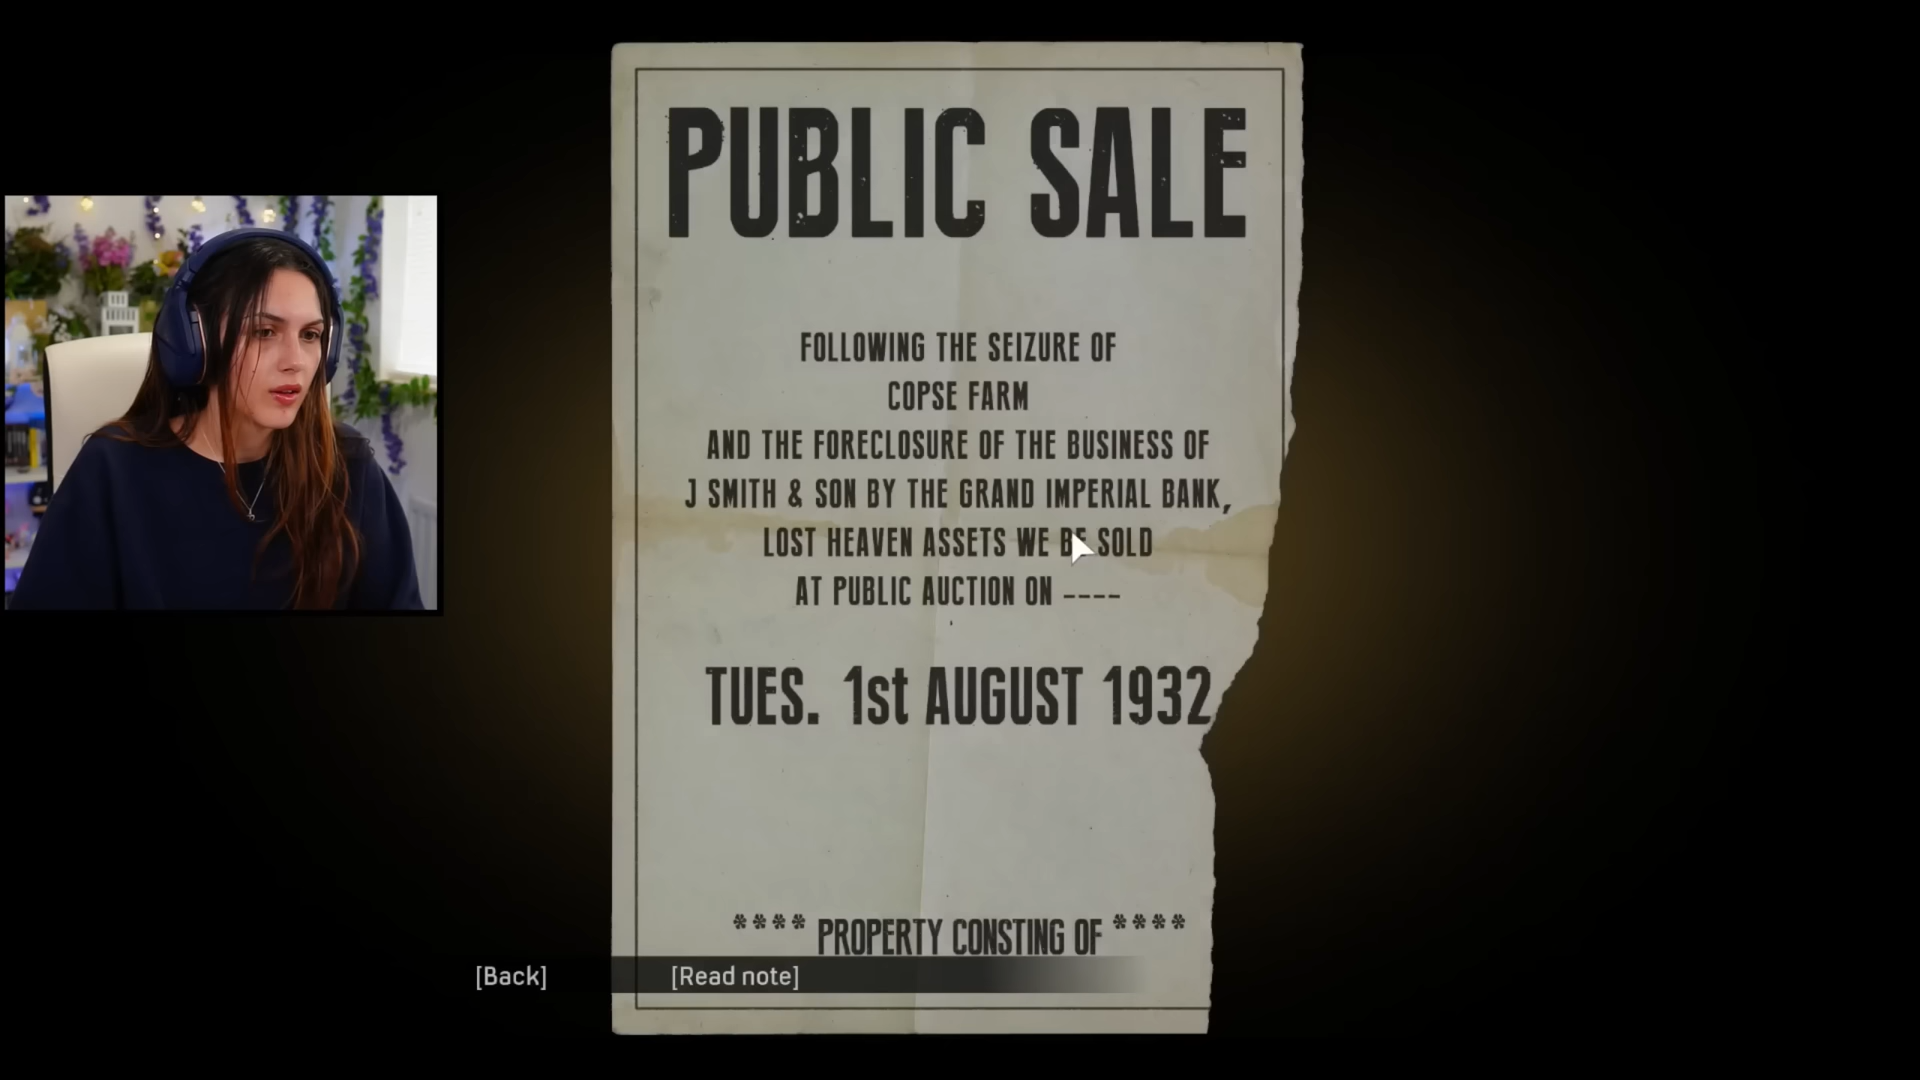 PUBLIC SALE
FOLLOWING THE SEIZURE OF
COPSE FARM
AND THE FORECLOSURE OF THE BUSINESS OF
J SMITH & SON BY THE GRAND IMPERIAL BANK,
LOST HEAVEN ASSETS WE BE SOLD
AT PUBLIC AUCTION ON ----
TUES. 1st AUGUST 1932
**** PROPERTY CONSTING OF ****
[Back] [Read note]